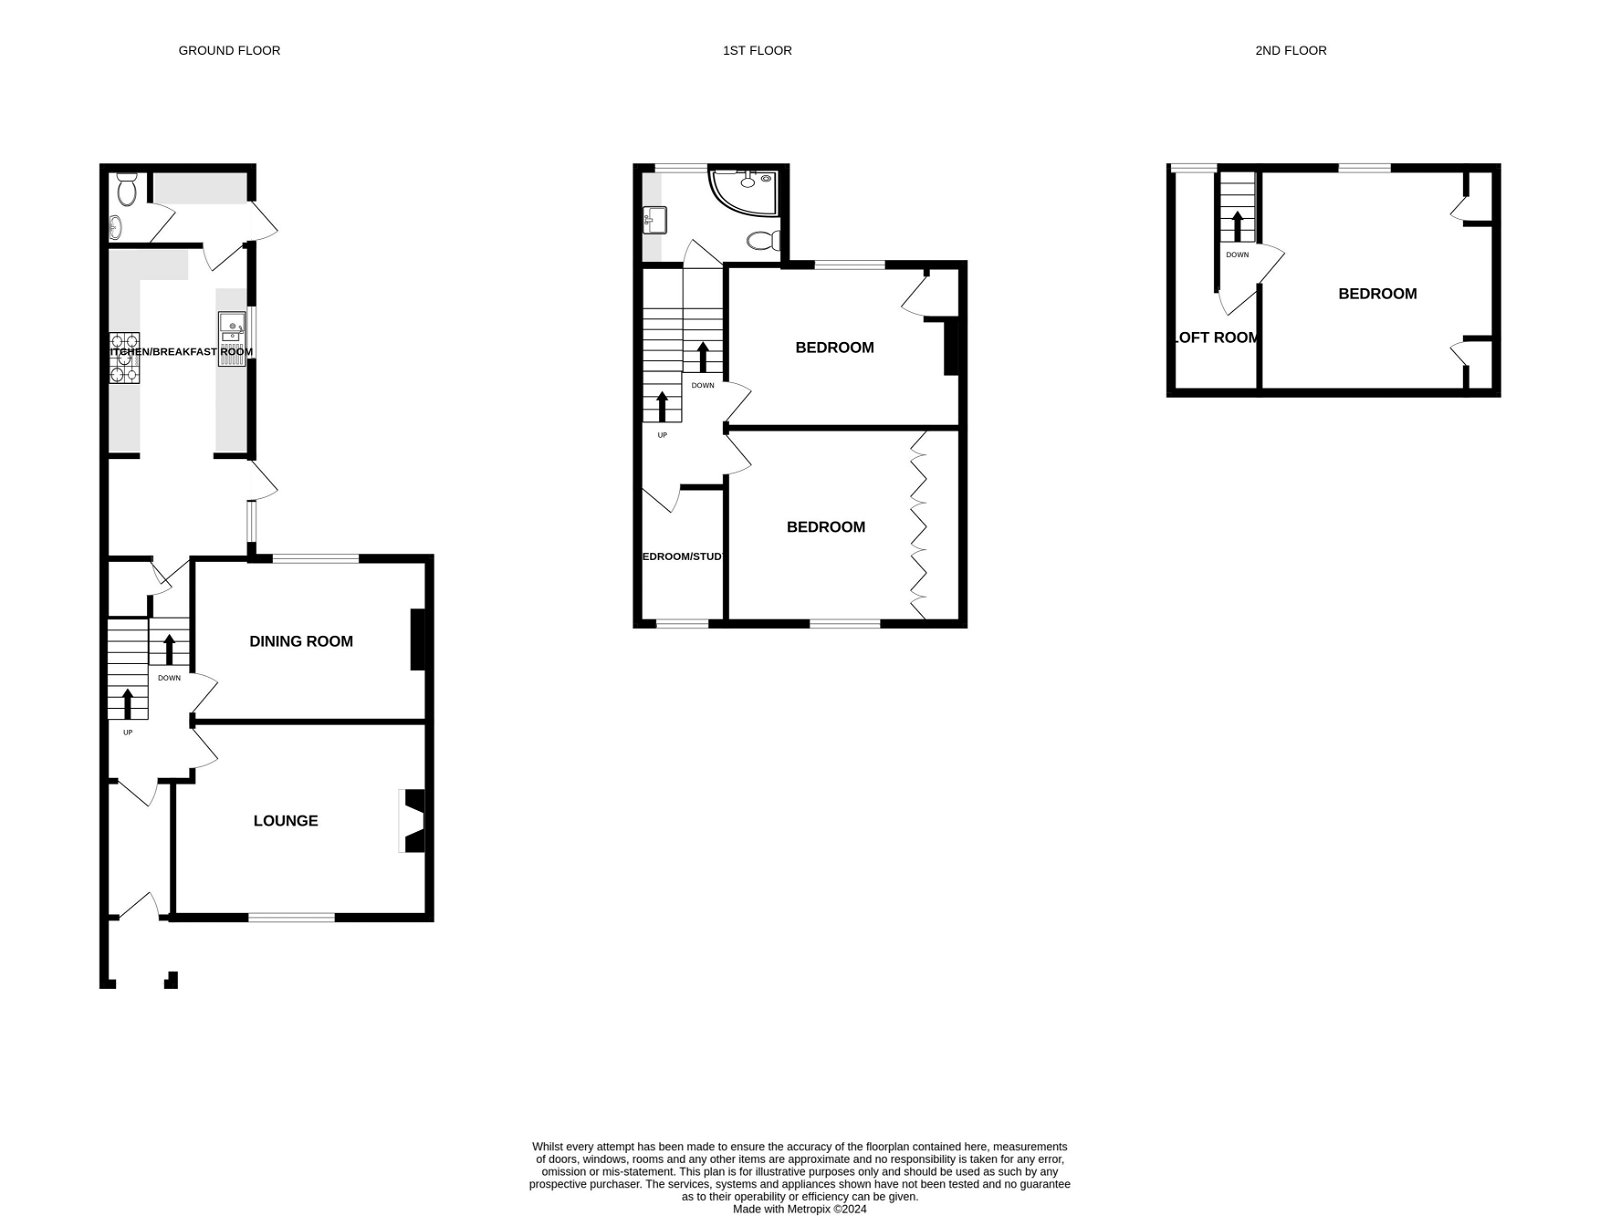 GROUND FLOOR
1ST FLOOR
2ND FLOOR
ITCHEN/BREAKFAST ROOM
DINING ROOM
DOWN
UP
LOUNGE
BEDROOM
DOWN
UP
BEDROOM
EDROOM/STUD
DOWN
BEDROOM
LOFT ROOM
Whilst every attempt has been made to ensure the accuracy of the floorplan contained here, measurements
of doors, windows, rooms and any other items are approximate and no responsibility is taken for any error,
omission or mis-statement. This plan is for illustrative purposes only and should be used as such by any
prospective purchaser. The services, systems and appliances shown have not been tested and no guarantee
as to their operability or efficiency can be given.
Made with Metropix ©2024